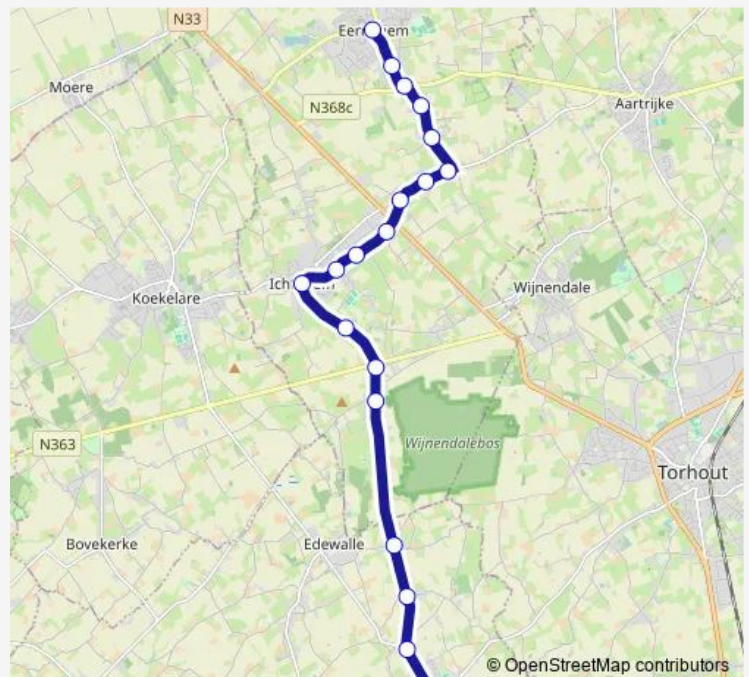 N33
Moere
N368c
Aartrijke
Koekelare
Wijnendale
Wijnendalebos
N363
Torhout
Bovekerke
Edewalle
© OpenStreetMap contributors